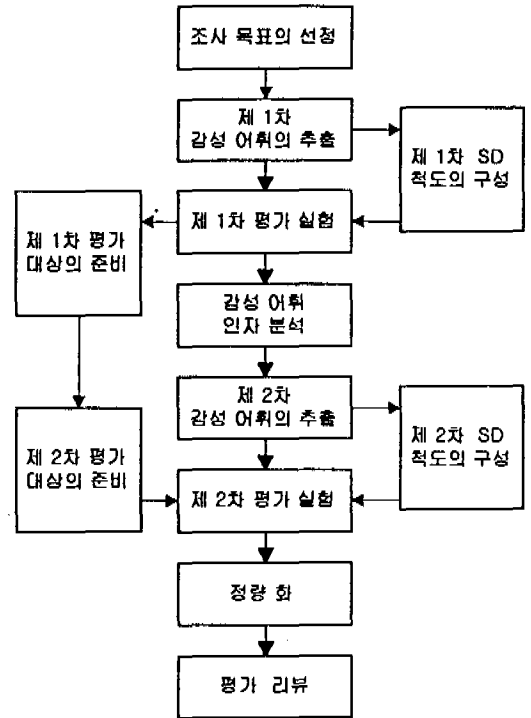 조사 목표의 선정
제 1차
감성 어휘의 추출
제 1차 SD
척도의 구성
제 1차 평가
대상의 준비
제 1차 평가 실험
감성 어휘
인자 분석
제 2차
감성 어휘의 추출
제 2차 SD
척도의 구성
제 2차 평가
대상의 준비
제 2차 평가 실험
정량 화
평가 리뷰